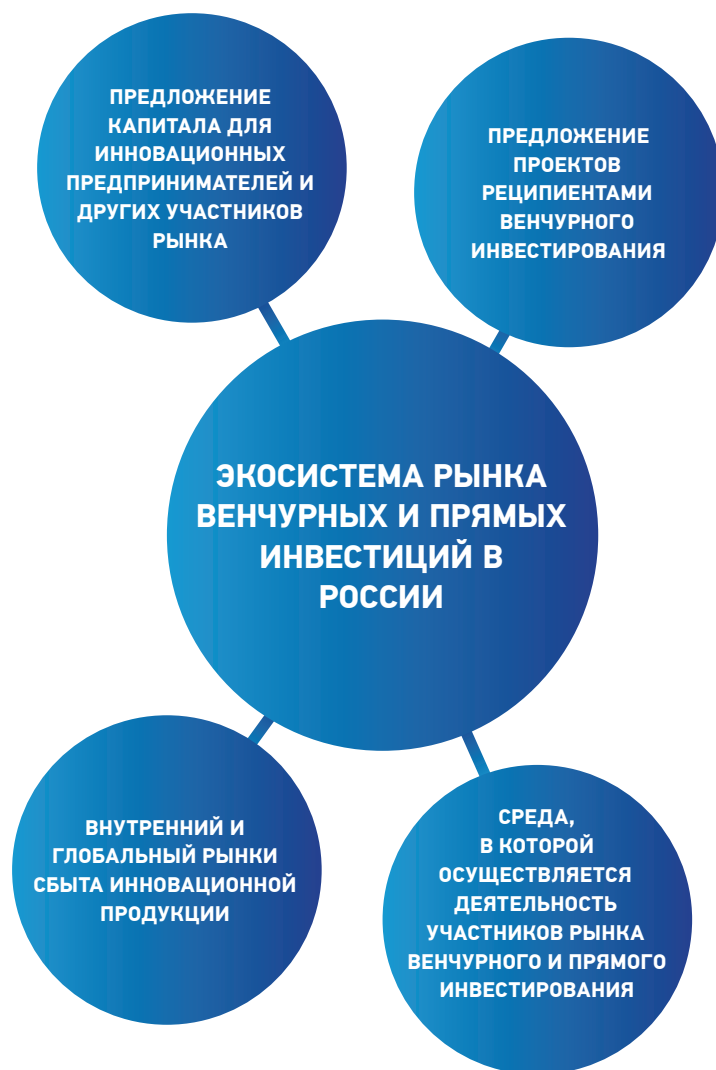 ПРЕДЛОЖЕНИЕ
КАПИТАЛА ДЛЯ
ИННОВАЦИОННЫХ
ПРЕДПРИНИМАТЕЛЕЙ И
ДРУГИХ УЧАСТНИКОВ
РЫНКА
ПРЕДЛОЖЕНИЕ
ПРОЕКТОВ
РЕЦИПИЕНТАМИ
ВЕНЧУРНОГО
ИНВЕСТИРОВАНИЯ
ЭКОСИСТЕМА РЫНКА
ВЕНЧУРНЫХ И ПРЯМЫХ
ИНВЕСТИЦИЙ В
РОССИИ
ВНУТРЕННИЙ И
ГЛОБАЛЬНЫЙ РЫНКИ
СБЫТА ИННОВАЦИОННОЙ
ПРОДУКЦИИ
СРЕДА,
В КОТОРОЙ
ОСУЩЕСТВЛЯЕТСЯ
ДЕЯТЕЛЬНОСТЬ
УЧАСТНИКОВ РЫНКА
ВЕНЧУРНОГО И ПРЯМОГО
ИНВЕСТИРОВАНИЯ